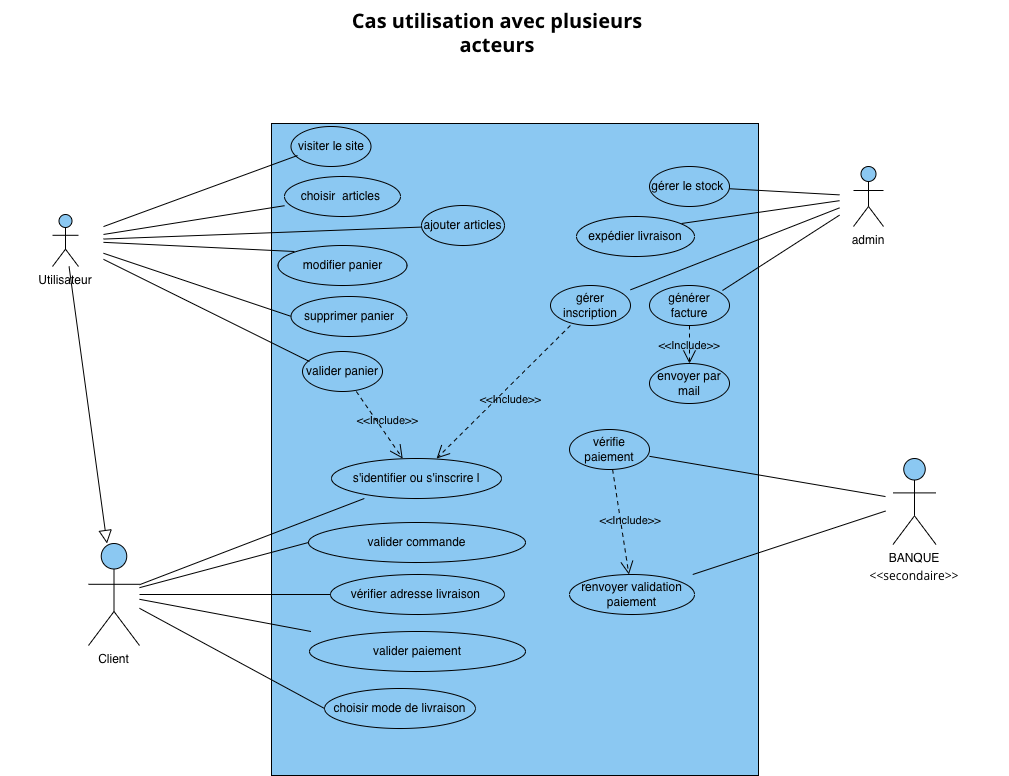 Cas utilisation avec plusieurs
acteurs
visiter le site
choisir  articles
ajouter articles
modifier panier
supprimer panier
valider panier
gérer le stock
expédier livraison
gérer
inscription
générer
facture
<<Include>>
envoyer par
mail
<<Include>>
<<Include>>
s'identifier ou s'inscrire l
valider commande
vérifier adresse livraison
valider paiement
choisir mode de livraison
vérifie
paiement
<<Include>>
renvoyer validation
paiement
Utilisateur
Client
admin
BANQUE
<<secondaire>>